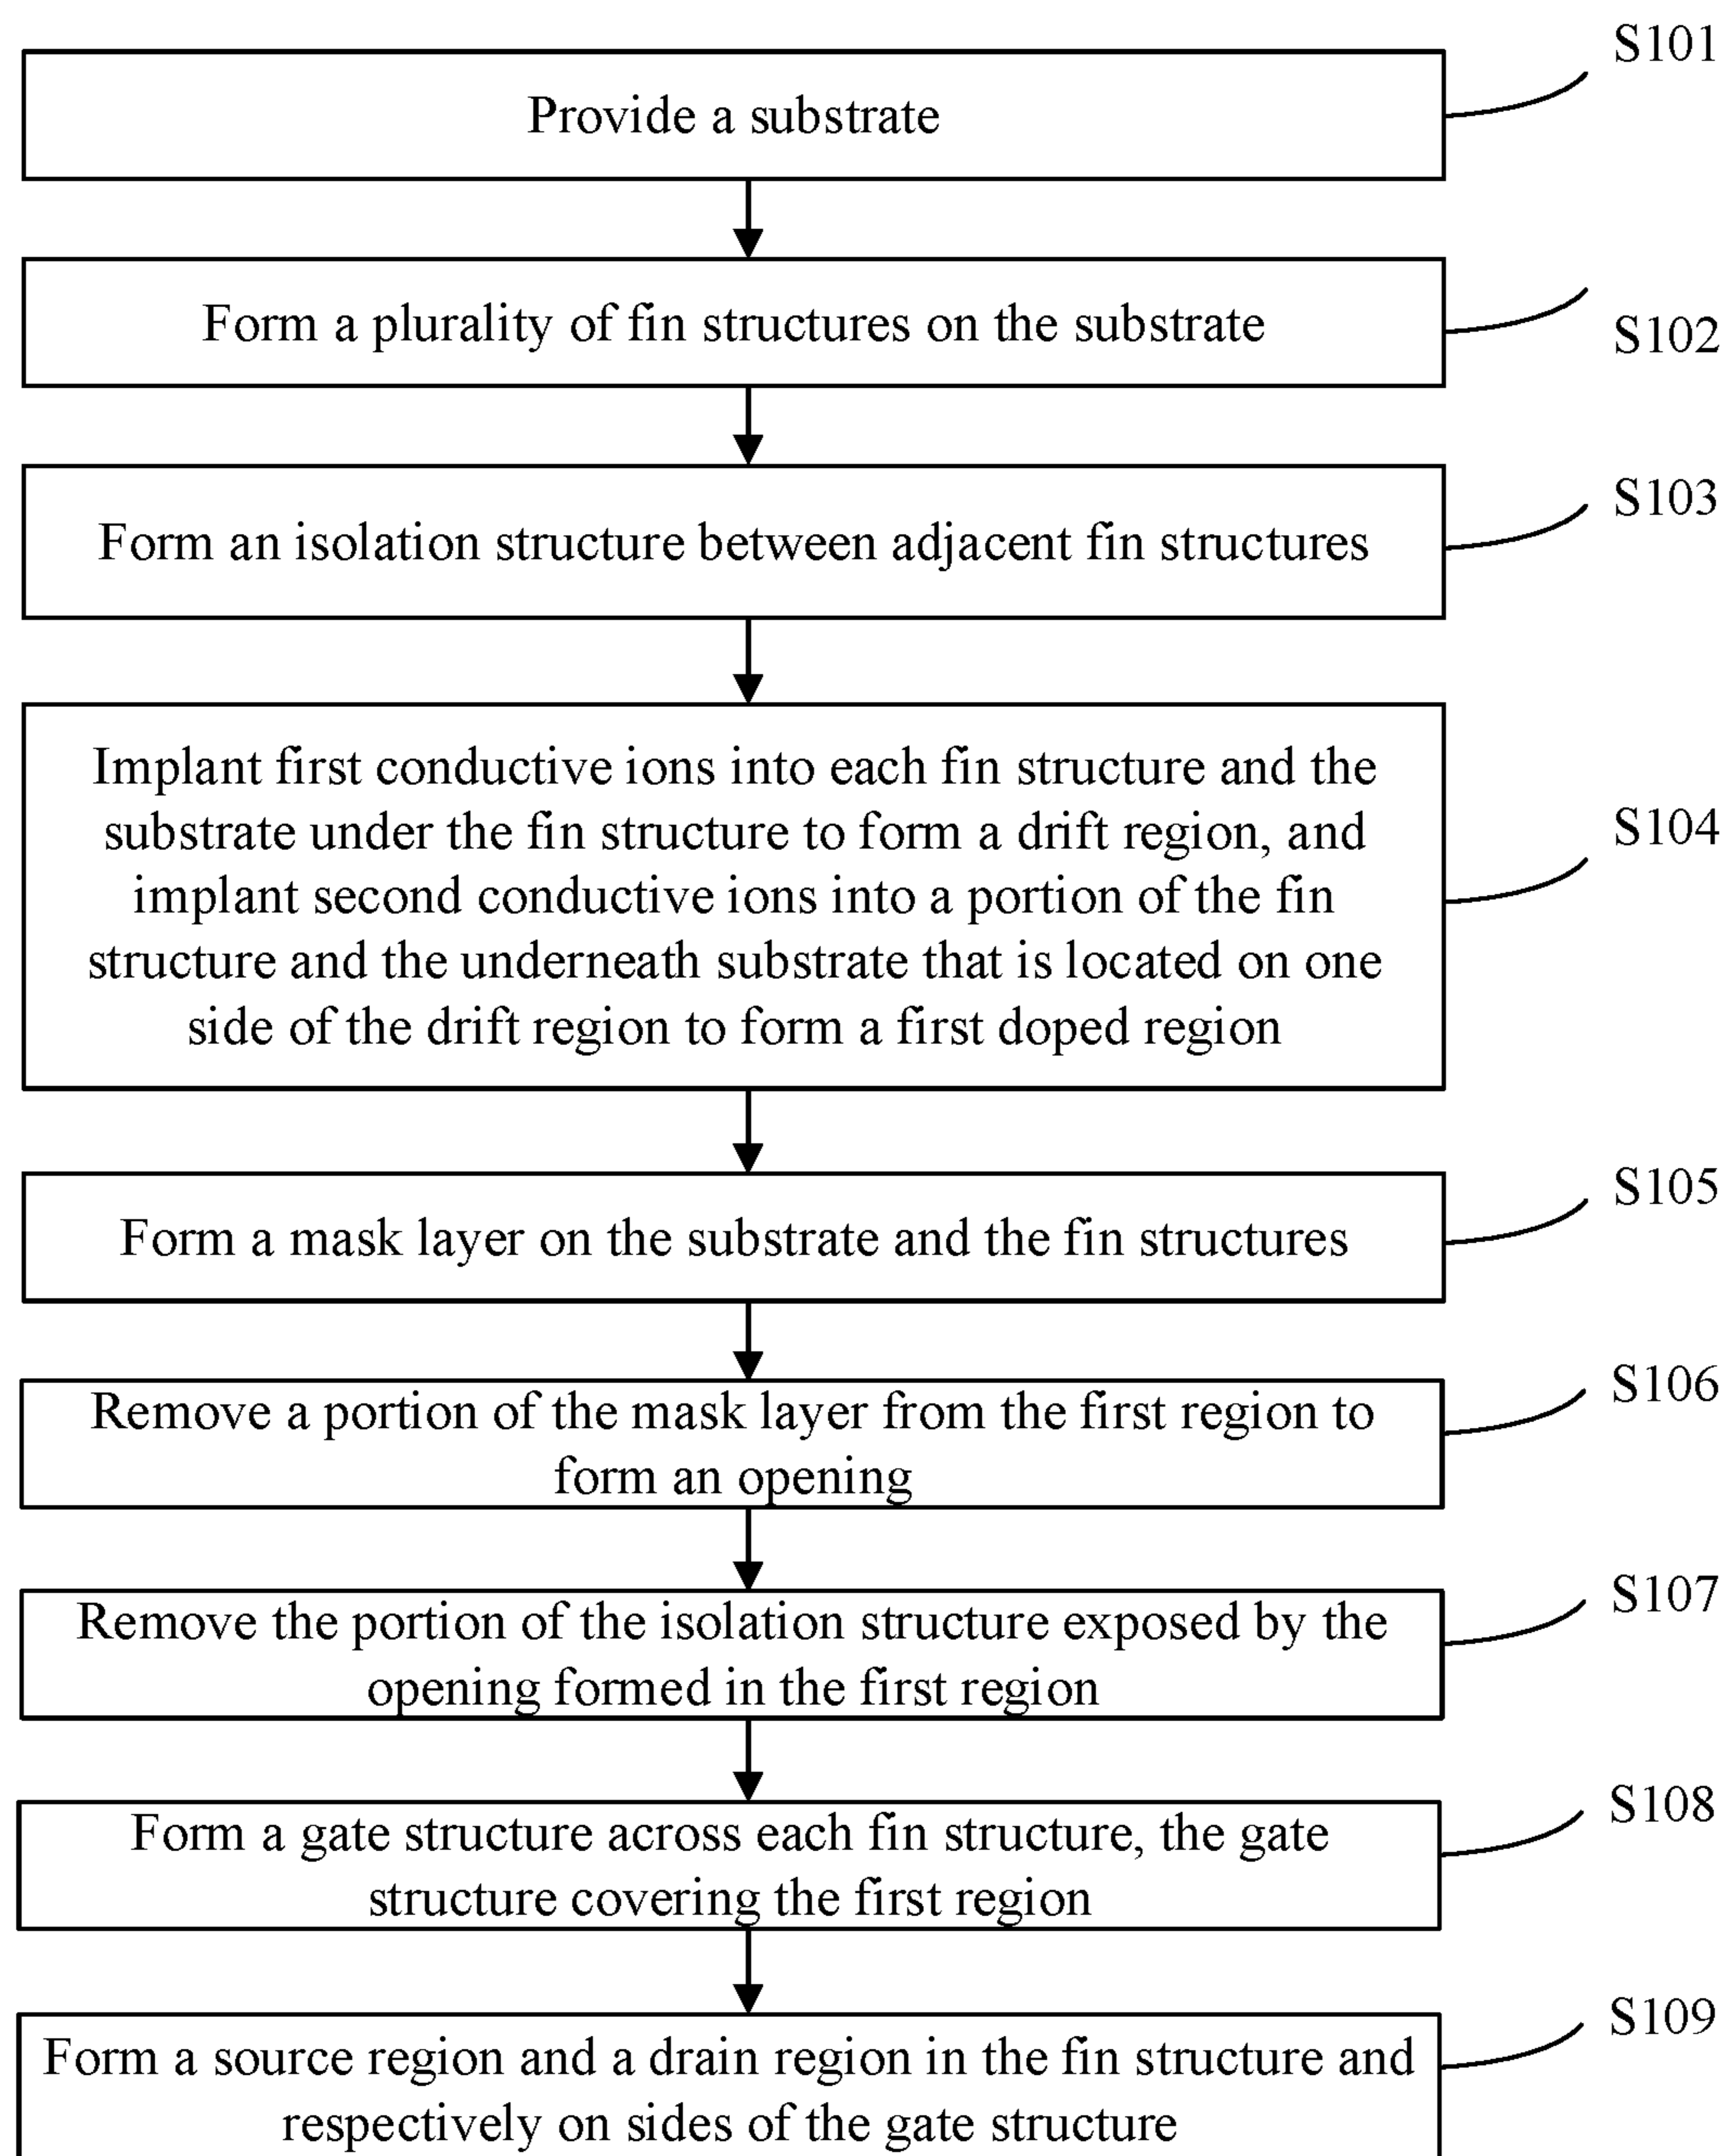 S101
Provide a substrate
Form a plurality of fin structures on the substrate
S102
S103
Form an isolation structure between adjacent fin structures
Implant first conductive ions into each fin structure and the
substrate under the fin structure to form a drift region, and
implant second conductive ions into a portion of the fin
structure and the underneath substrate that is located on one
side of the drift region to form a first doped region
S104
S105
Form a mask layer on the substrate and the fin structures
S106
Remove a portion of the mask layer from the first region to
form an opening
S107
Remove the portion of the isolation structure exposed by the
opening formed in the first region
S108
Form a gate structure across each fin structure, the gate
structure covering the first region
S109
Form a source region and a drain region in the fin structure and
respectively on sides of the gate structure